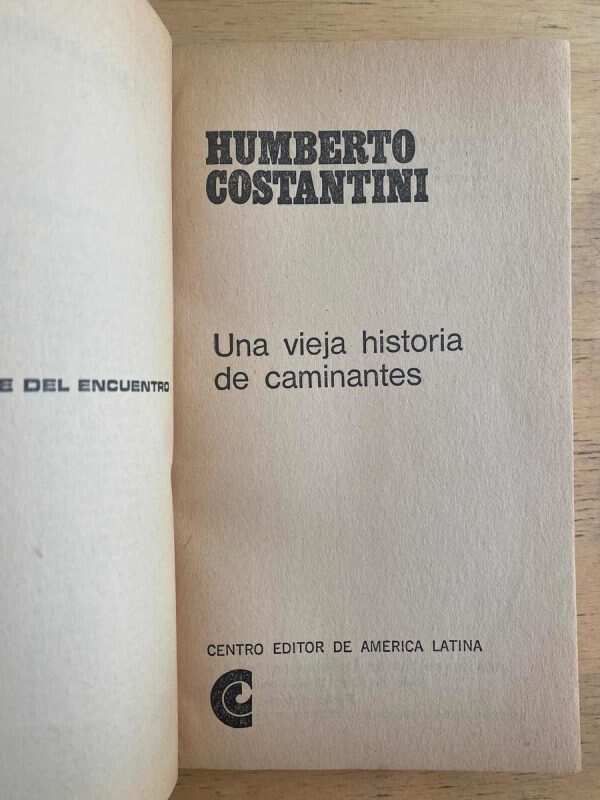 E DEL ENCUENTRO
HUMBERTO
COSTANTINI
Una vieja historia
de caminantes
CENTRO EDITOR DE AMERICA LATINA